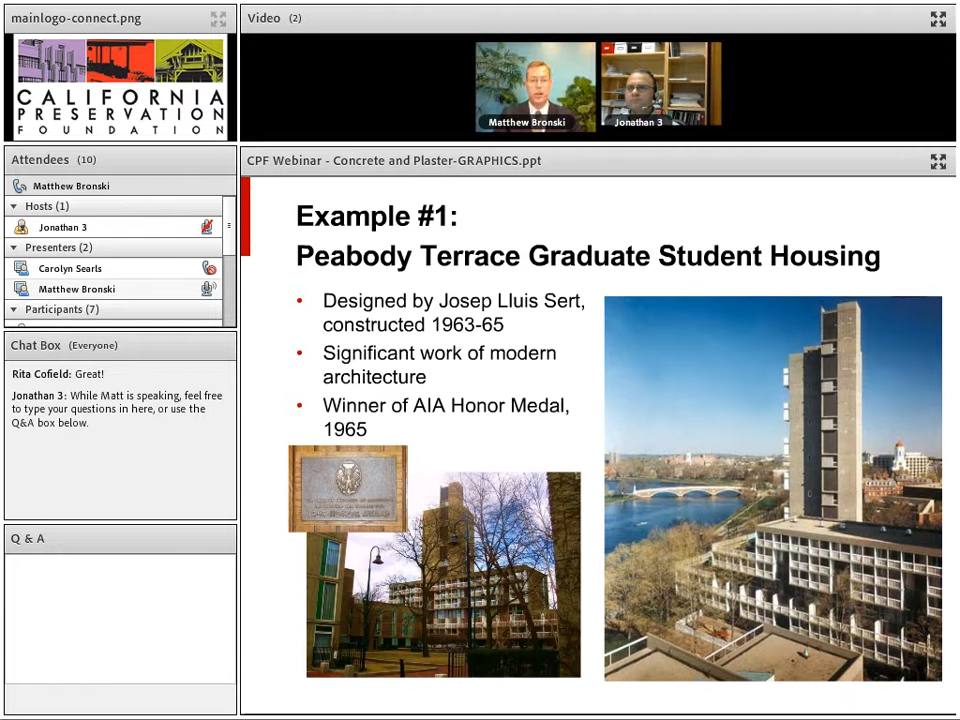 mainlogo-connect.png
CALIFORNIA
PRESERVATION
FOUNDATION
Video (2)
Matthew Bronski
Jonathan 3
Attendees (10)
Matthew Bronski
Hosts (1)
Jonathan 3
Presenters (2)
Carolyn Searls
Matthew Bronski
Participants (7)
Chat Box (Everyone)
Rita Cofield: Great!
Jonathan 3: While Matt is speaking, feel free
to type your questions in here, or use the
Q&A box below.
Q & A
CPF Webinar - Concrete and Plaster-GRAPHICS.ppt
Example #1:
Peabody Terrace Graduate Student Housing
• Designed by Josep Lluis Sert,
constructed 1963-65
• Significant work of modern
architecture
• Winner of AIA Honor Medal,
1965